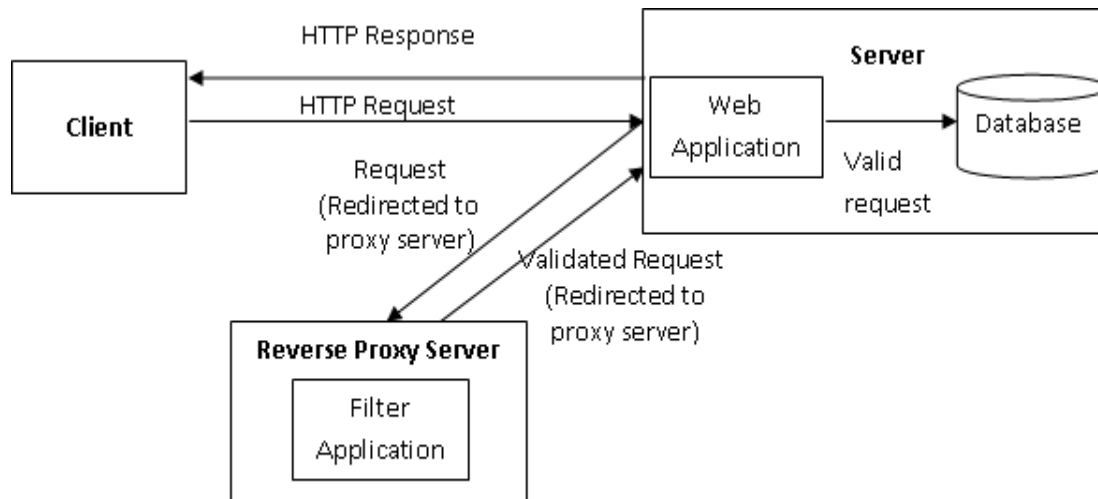 HTTP Response
Server
Client
HTTP Request
Web
Application
Database
Valid
request
Request
(Redirected to
proxy server)
Validated Request
(Redirected to
proxy server)
Reverse Proxy Server
Filter
Application